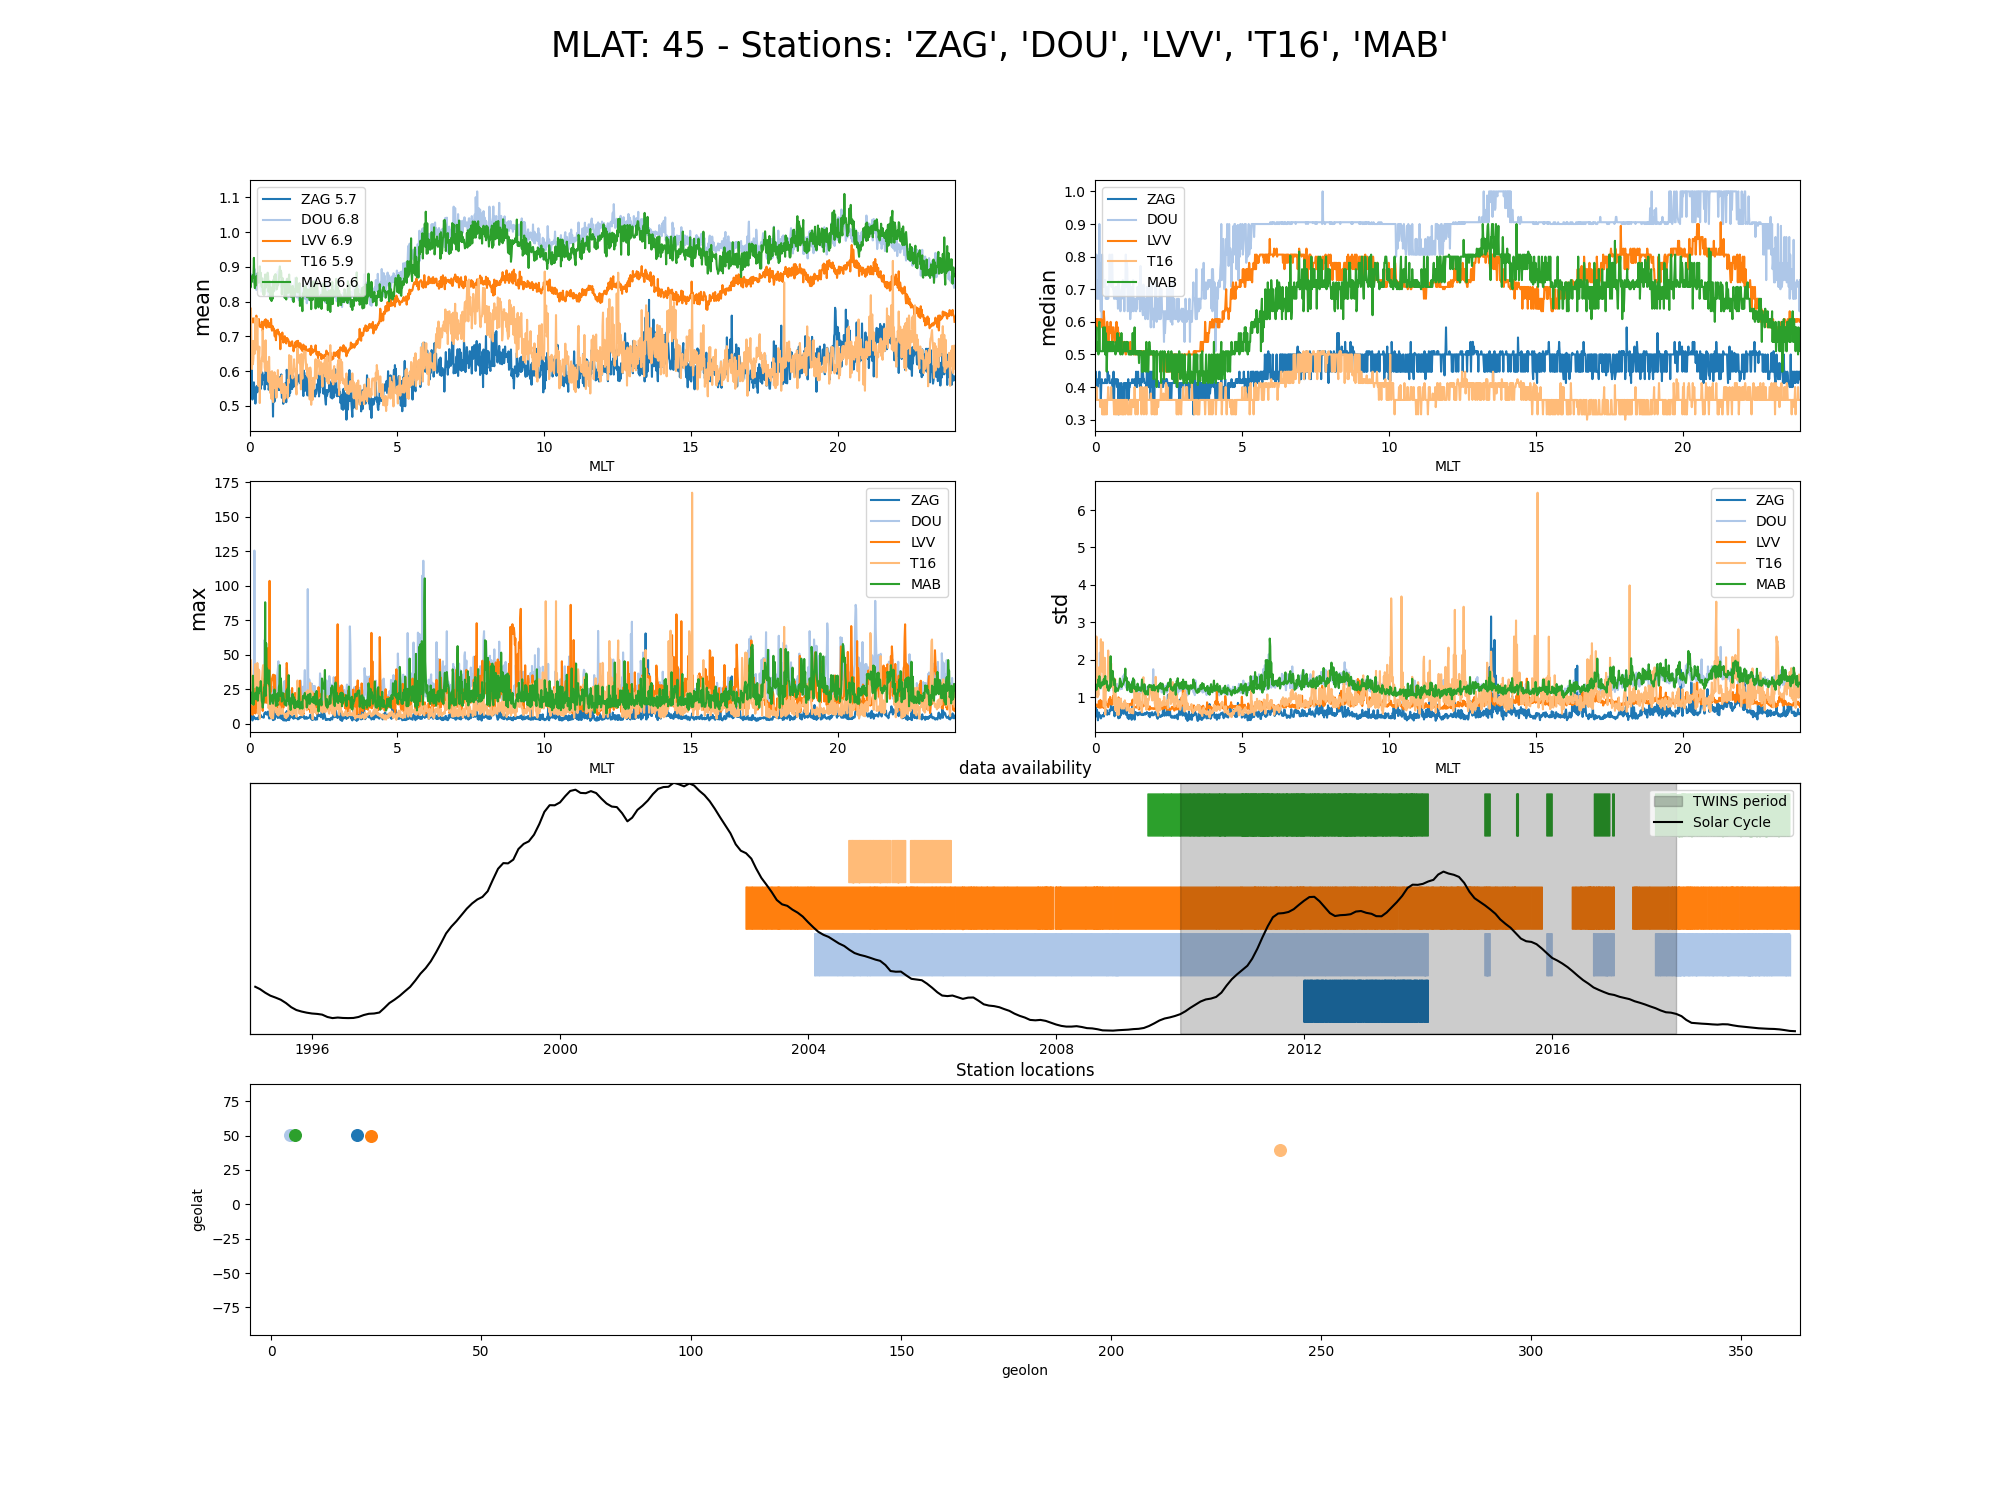 MLAT: 45 - Stations: 'ZAG', 'DOU', 'LVV', 'T16', 'MAB'
mean
1.1
1.0
0.9
0.8
0.7
0.6
0.5
ZAG 5.7
DOU 6.8
LVV 6.9
T16 5.9
MAB 6.6
0 5 10 15 20
MLT
median
1.0
0.9
0.8
0.7
0.6
0.5
0.4
0.3
ZAG
DOU
LVV
T16
MAB
0 5 10 15 20
MLT
max
175
150
125
100
75
50
25
0
ZAG
DOU
LVV
T16
MAB
0 5 10 15 20
MLT
std
6
5
4
3
2
1
ZAG
DOU
LVV
T16
MAB
0 5 10 15 20
MLT
data availability
TWINS period
Solar Cycle
1996 2000 2004 2008 2012 2016
Station locations
geolat
75
50
25
0
−25
−50
−75
0 50 100 150 200 250 300 350
geolon